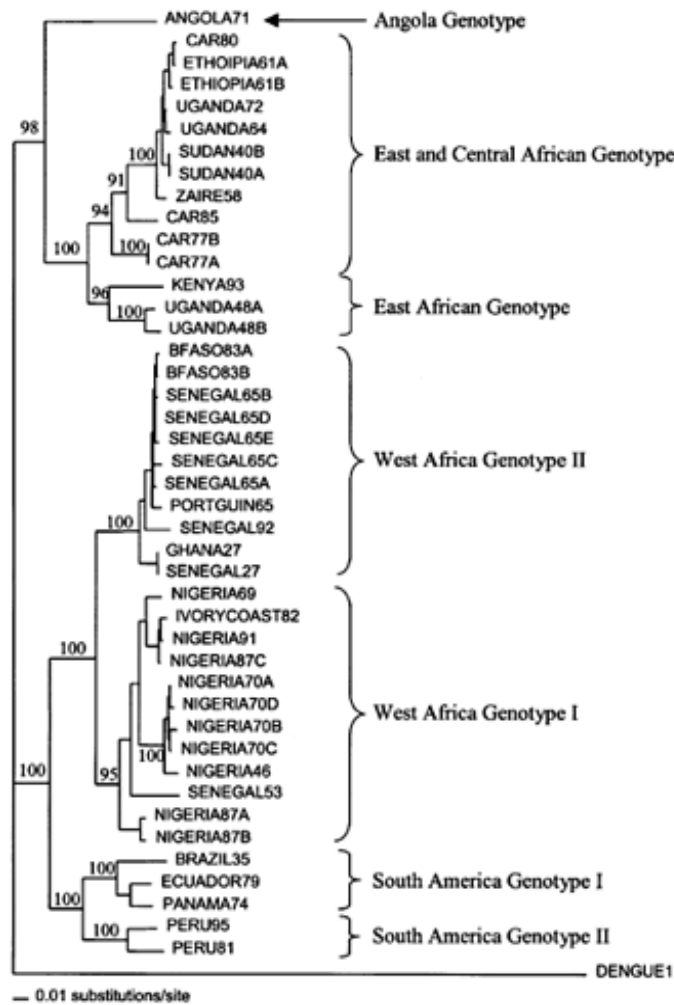 ANGOLA71 Angola Genotype
CAR80
ETHOIPIA61A
ETHIOPIA61B
UGANDA72
98
UGANDA64
SUDAN40B
100 East and Central African Genotype
SUDAN40A
91
ZAIRE58
94
CAR85
CAR77B
100 100
CAR77A
KENYA93
96
UGANDA48A East African Genotype
100
UGANDA48B
BFASO83A
BFASO83B
SENEGAL65B
SENEGAL65D
SENEGAL65E
SENEGAL65C West Africa Genotype II
SENEGAL65A
PORTGUIN65
100
SENEGAL92
GHANA27
SENEGAL27
NIGERIA69
IVORYCOAST82
NIGERIA91
100
NIGERIA87C
NIGERIA70A
NIGERIA70D
West Africa Genotype I
NIGERIA70B
NIGERIA70C
100
NIGERIA46
100 95
SENEGAL53
NIGERIA87A
NIGERIA87B
BRAZIL35
100
ECUADOR79 South America Genotype I
PANAMA74
100
PERU95
100 South America Genotype II
PERU81
DENGUE1
0.01 substitutions/site